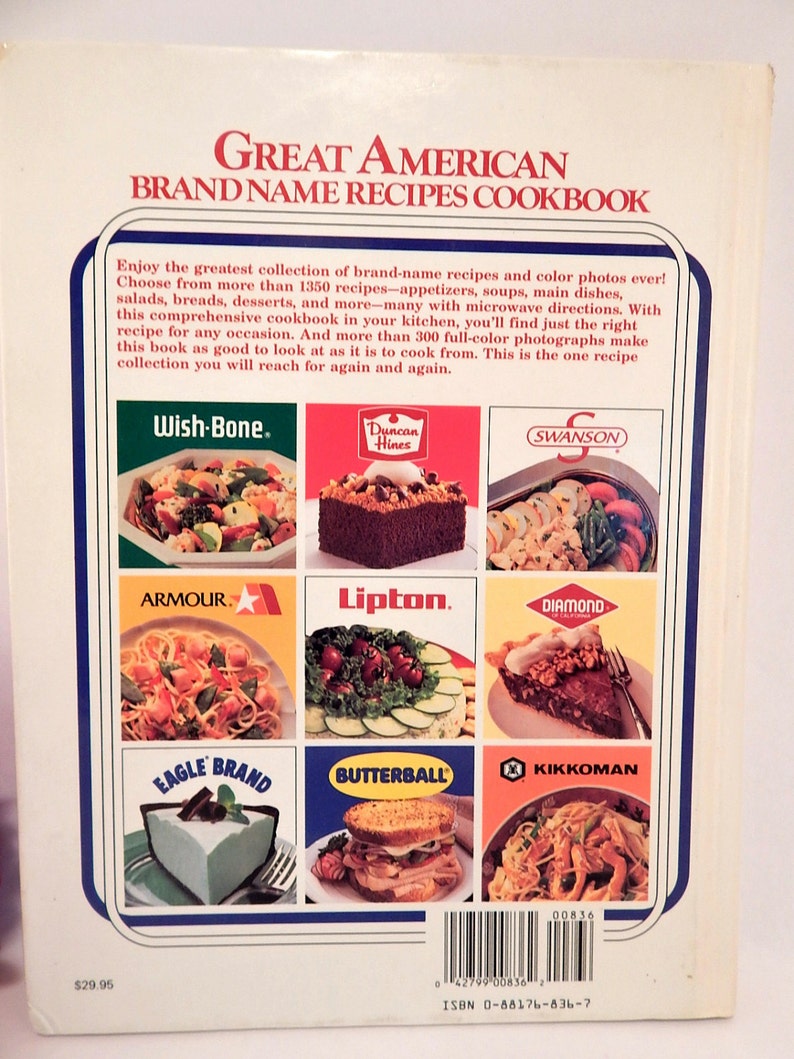 GREAT AMERICAN
BRAND NAME RECIPES COOKBOOK
Enjoy the greatest collection of brand-name recipes and color photos ever!
Choose from more than 1350 recipes—appetizers, soups, main dishes,
salads, breads, desserts, and more—many with microwave directions. With
this comprehensive cookbook in your kitchen, you'll find just the right
recipe for any occasion. And more than 300 full-color photographs make
this book as good to look at as it is to cook from. This is the one recipe
collection you will reach for again and again.
Wish-Bone®
Duncan
Hines
SWANSON
S
ARMOUR
Lipton®
DIAMOND
OF CALIFORNIA
EAGLE® BRAND
BUTTERBALL®
KIKKOMAN
00836
0 42799 00836 2
ISBN 0-88176-836-7
$29.95